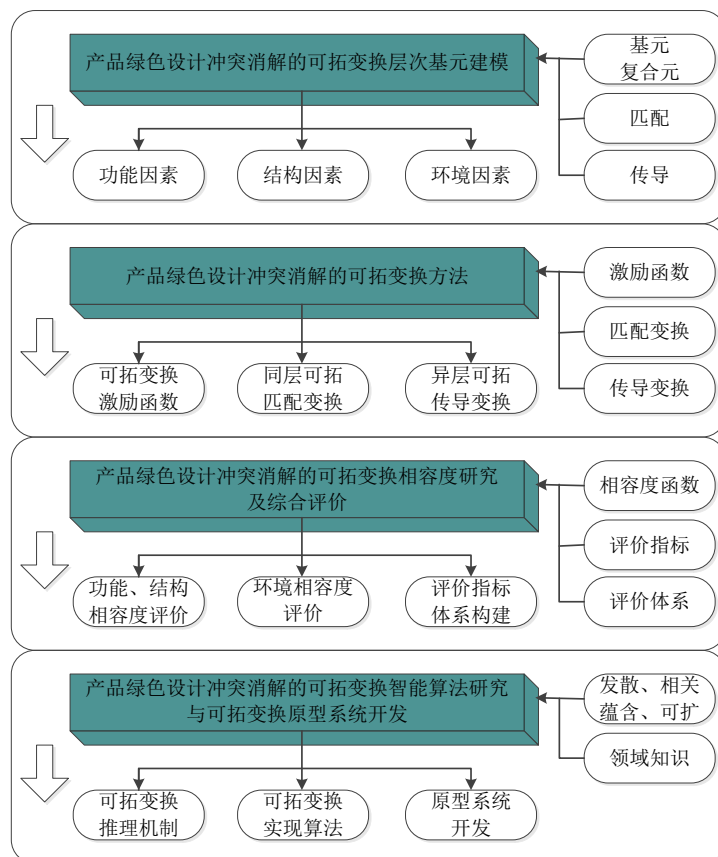 产品绿色设计冲突消解的可拓变换层次基元建模
基元
复合元
匹配
传导
功能因素
结构因素
环境因素
产品绿色设计冲突消解的可拓变换方法
激励函数
匹配变换
传导变换
可拓变换
激励函数
同层可拓
匹配变换
异层可拓
传导变换
产品绿色设计冲突消解的可拓变换相容度研究
及综合评价
相容度函数
评价指标
评价体系
功能、结构
相容度评价
环境相容度
评价
评价指标
体系构建
产品绿色设计冲突消解的可拓变换智能算法研究
与可拓变换原型系统开发
发散、相关
蕴含、可扩
领域知识
可拓变换
推理机制
可拓变换
实现算法
原型系统
开发